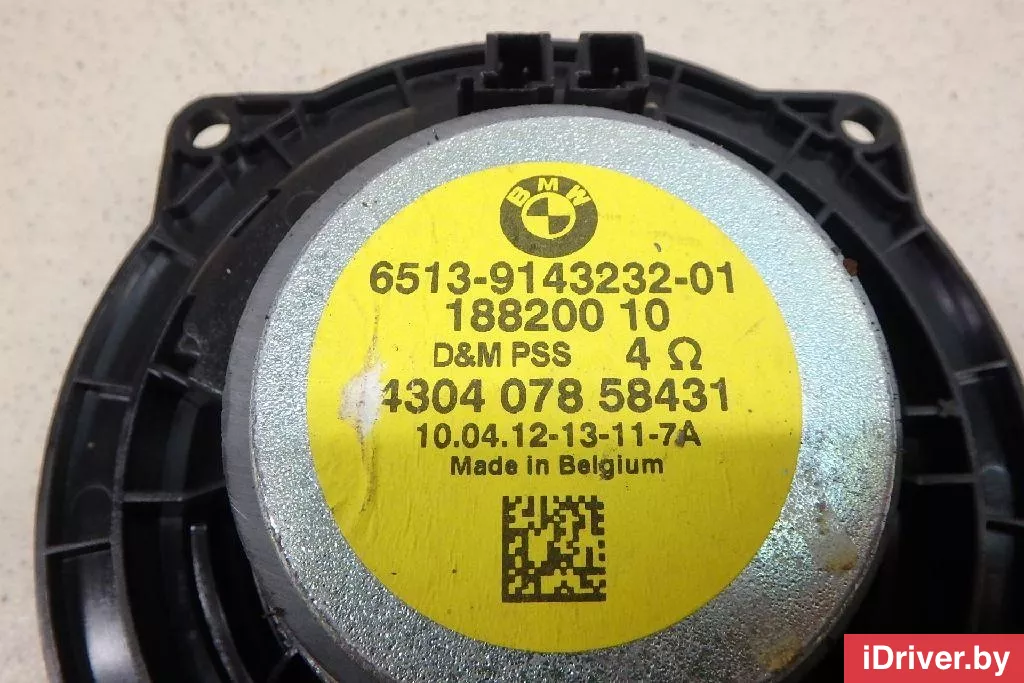 BMW
6513-9143232-01
188200 10
D&M PSS 4 Ω
4304 078 58431
10.04.12-13-11-7A
Made in Belgium
iDriver.by